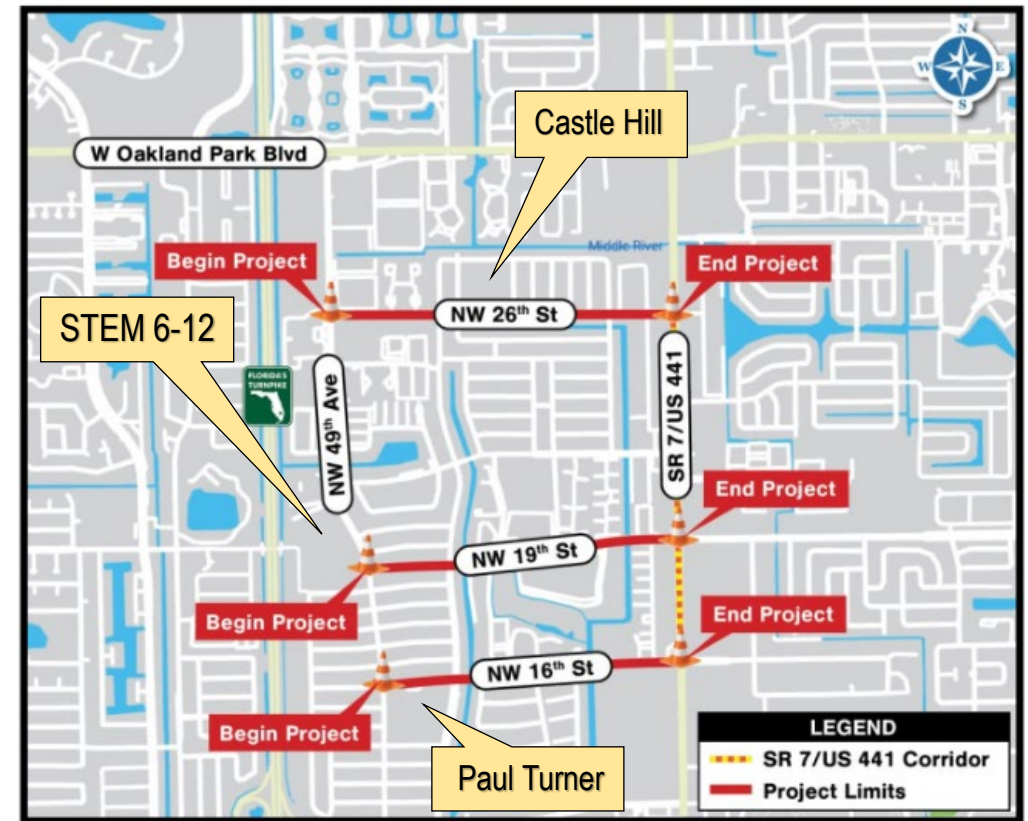 N
W
E
S
Castle Hill
W Oakland Park Blvd
Middle River
Begin Project
End Project
NW 26th St
STEM 6-12
FLORIDA'S
TURNPIKE
NW 49th Ave
SR 7/US 441
End Project
NW 19th St
Begin Project
End Project
NW 16th St
Begin Project
Paul Turner
LEGEND
SR 7/US 441 Corridor
Project Limits